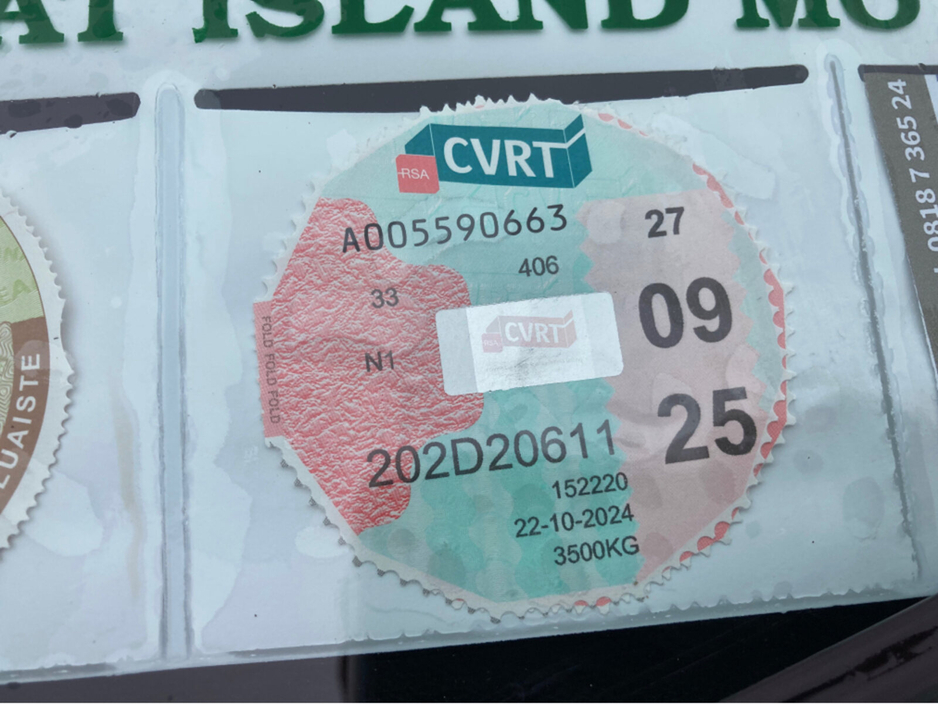 AT ISLAND MO
CVRT
RSA
A005590663
27
406
33
09
CVRT
N1
FOLD FOLD FOLD
25
202D20611
152220
22-10-2024
3500KG
LUAISTE
0818 7 365 24